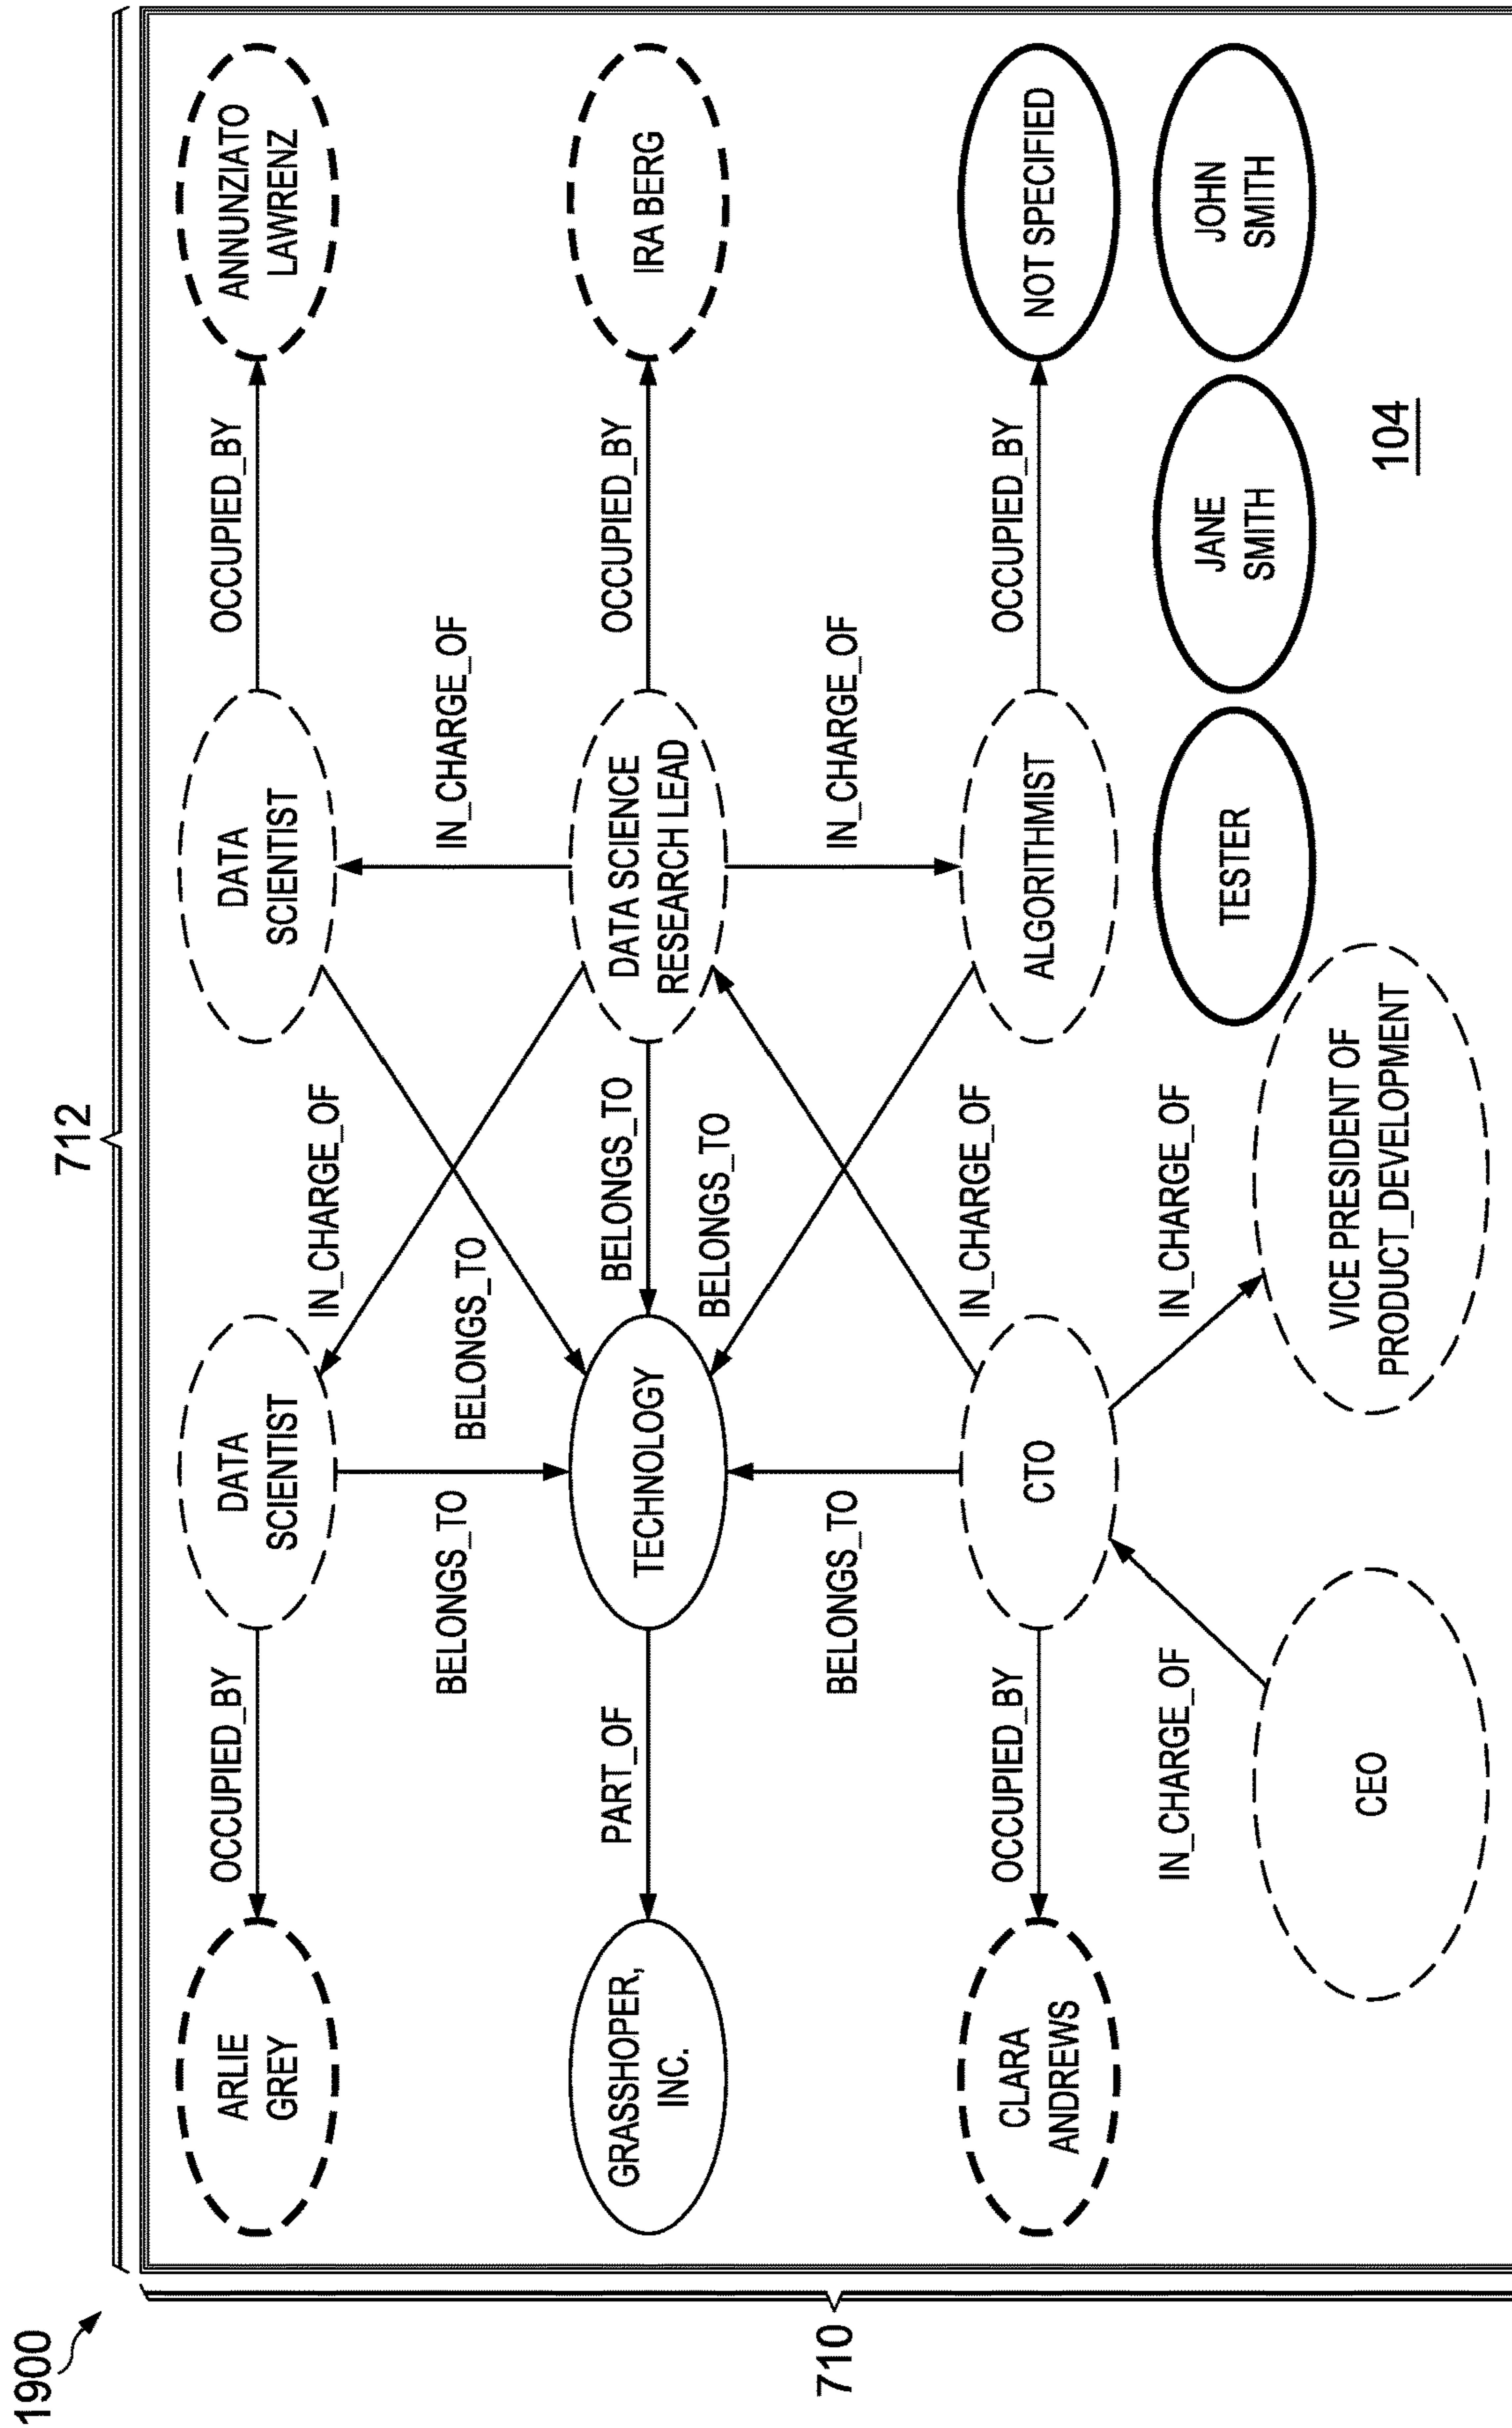 1900
712
710
ARLIE
GREY
OCCUPIED_BY
DATA
SCIENTIST
IN_CHARGE_OF
DATA
SCIENTIST
OCCUPIED_BY
ANNUNZIATO
LAWRENZ
BELONGS_TO
BELONGS_TO
IN_CHARGE_OF
GRASSHOPER,
INC.
PART_OF
TECHNOLOGY
BELONGS_TO
DATA SCIENCE
RESEARCH LEAD
OCCUPIED_BY
IRA BERG
BELONGS_TO
BELONGS_TO
IN_CHARGE_OF
CLARA
ANDREWS
OCCUPIED_BY
CTO
IN_CHARGE_OF
ALGORITHMIST
OCCUPIED_BY
NOT SPECIFIED
IN_CHARGE_OF
IN_CHARGE_OF
TESTER
JANE
SMITH
JOHN
SMITH
CEO
VICE PRESIDENT OF
PRODUCT_DEVELOPMENT
104